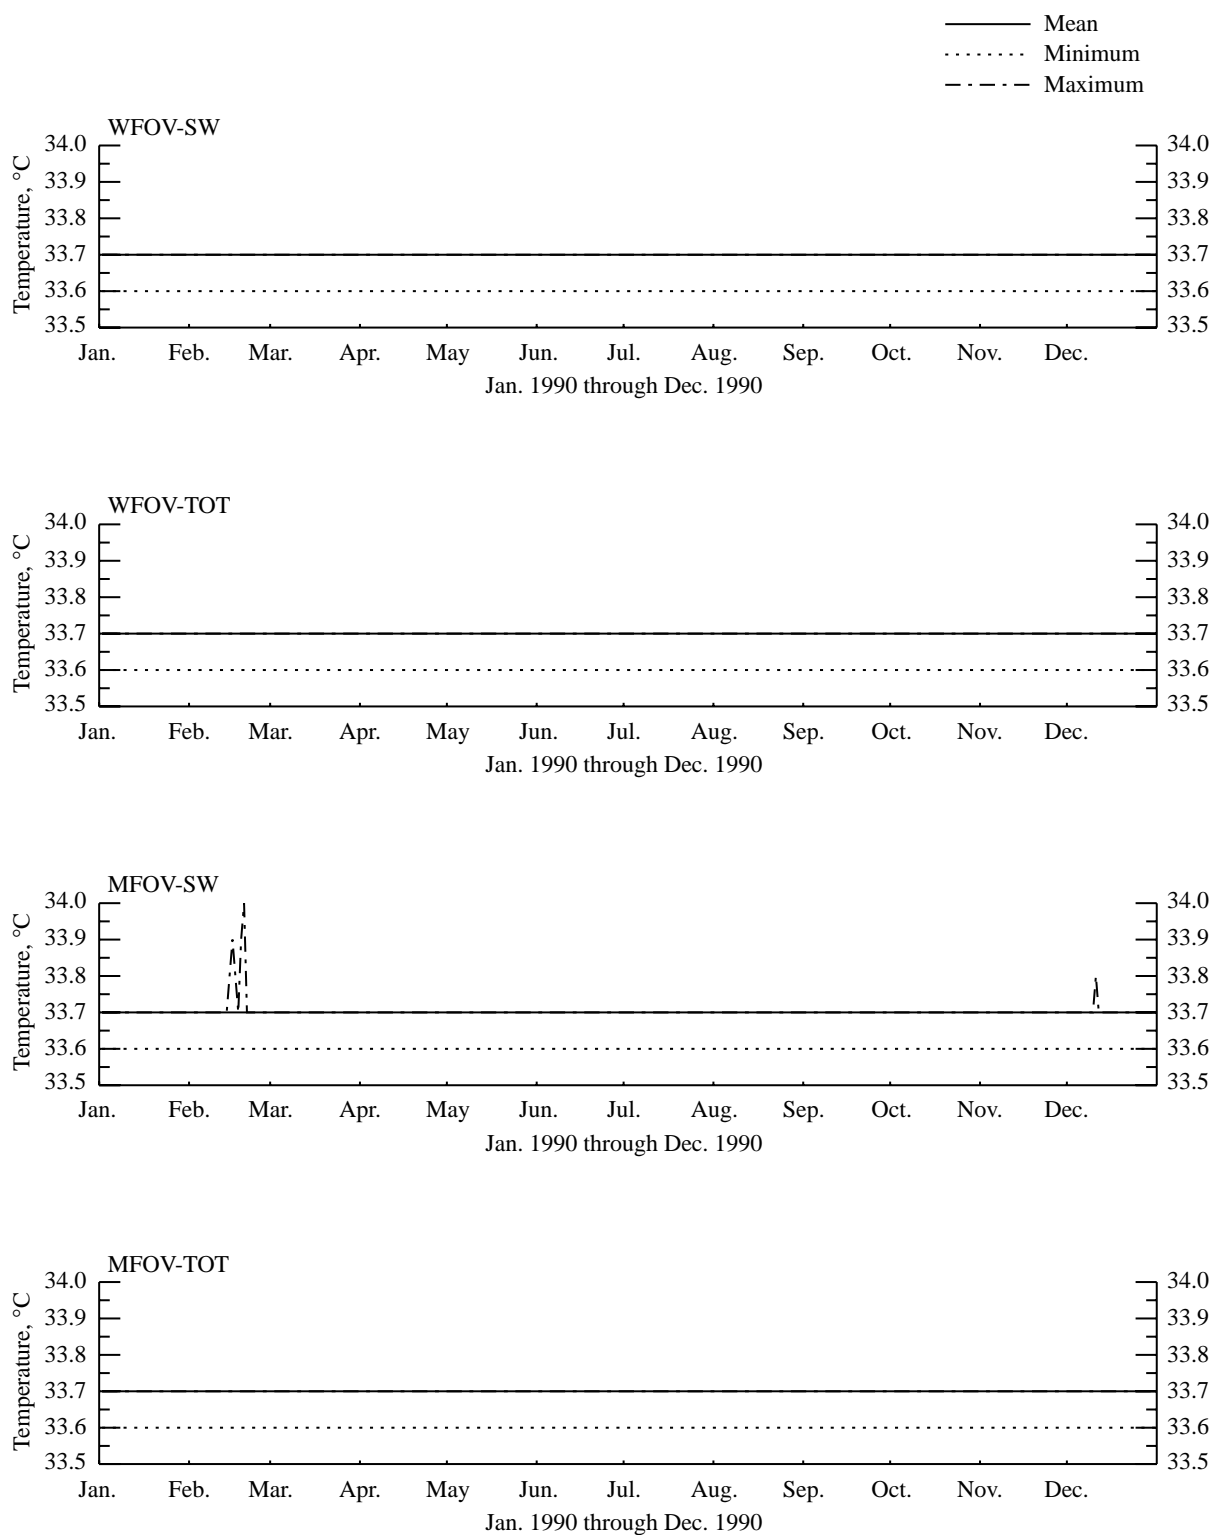 Mean
Minimum
Maximum
WFOV-SW
34.0 34.0
33.9 33.9
33.8 33.8
33.7 33.7
33.6 33.6
33.5 33.5
Temperature, °C
Jan. Feb. Mar. Apr. May Jun. Jul. Aug. Sep. Oct. Nov. Dec.
Jan. 1990 through Dec. 1990
WFOV-TOT
34.0 34.0
33.9 33.9
33.8 33.8
33.7 33.7
33.6 33.6
33.5 33.5
Temperature, °C
Jan. Feb. Mar. Apr. May Jun. Jul. Aug. Sep. Oct. Nov. Dec.
Jan. 1990 through Dec. 1990
MFOV-SW
34.0 34.0
33.9 33.9
33.8 33.8
33.7 33.7
33.6 33.6
33.5 33.5
Temperature, °C
Jan. Feb. Mar. Apr. May Jun. Jul. Aug. Sep. Oct. Nov. Dec.
Jan. 1990 through Dec. 1990
MFOV-TOT
34.0 34.0
33.9 33.9
33.8 33.8
33.7 33.7
33.6 33.6
33.5 33.5
Temperature, °C
Jan. Feb. Mar. Apr. May Jun. Jul. Aug. Sep. Oct. Nov. Dec.
Jan. 1990 through Dec. 1990